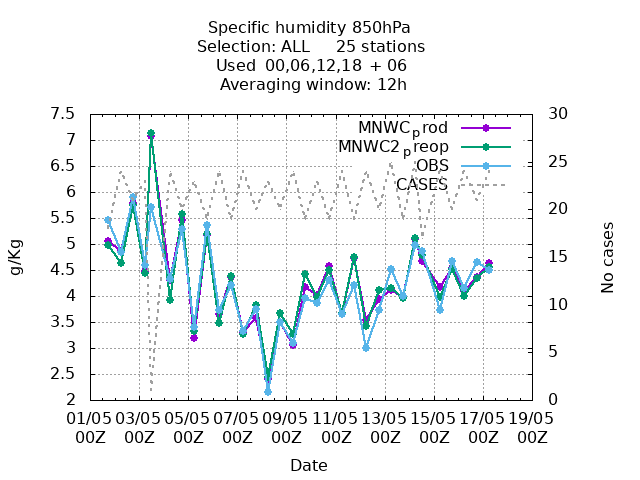 Specific humidity 850hPa
Selection: ALL 25 stations
Used 00,06,12,18 + 06
Averaging window: 12h
7.5
7
6.5
6
5.5
5
4.5
4
3.5
3
2.5
2
g/Kg
MNWCprod
MNWC2preop
OBS
CASES
30
25
20
15
10
5
0
No cases
01/05 03/05 05/05 07/05 09/05 11/05 13/05 15/05 17/05 19/05
00Z 00Z 00Z 00Z 00Z 00Z 00Z 00Z 00Z 00Z
Date